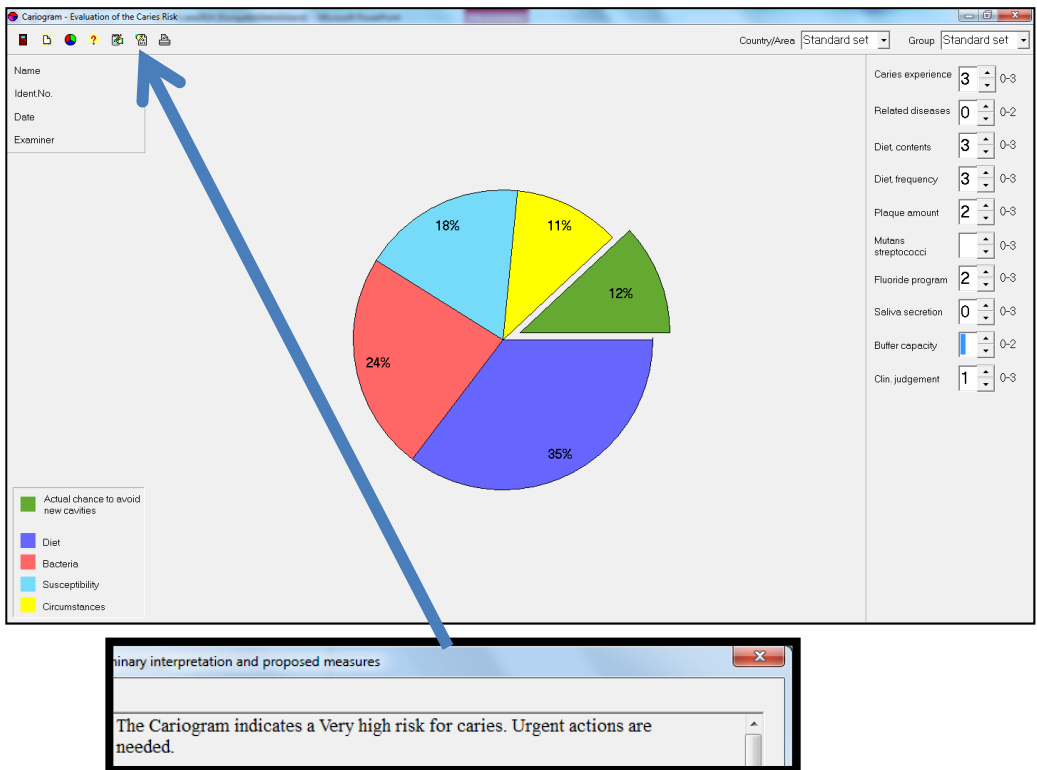 Cariogram - Evaluation of the Caries Risk
?
Country/Area Standard set Group Standard set
Name
Ident.No.
Date
Examiner
Caries experience 3 0-3
Related diseases 0 0-2
Diet, contents 3 0-3
Diet, frequency 3 0-3
Plaque amount 2 0-3
Mutans
streptococci 0-3
Fluoride program 2 0-3
Saliva secretion 0 0-3
Buffer capacity 0-2
Clin. judgement 1 0-3
18%
11%
12%
24%
35%
Actual chance to avoid
new cavities
Diet
Bacteria
Susceptibility
Circumstances
inary interpretation and proposed measures
The Cariogram indicates a Very high risk for caries. Urgent actions are
needed.